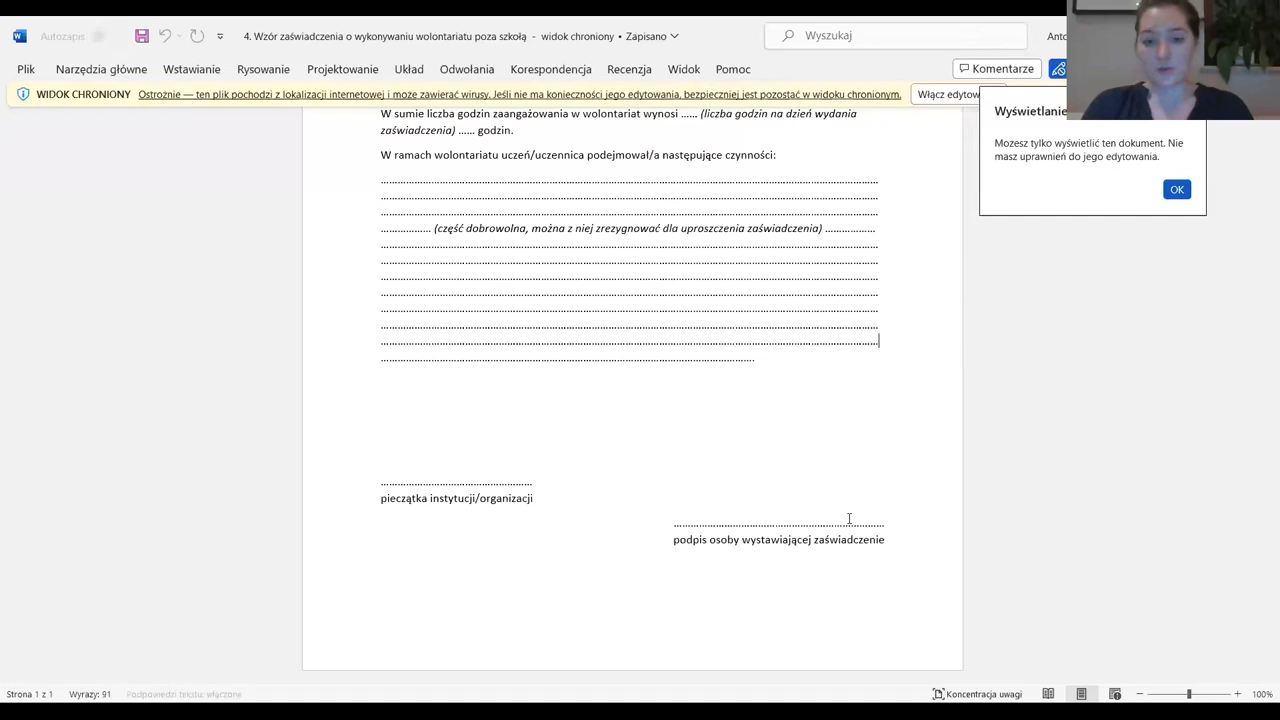 Autozapis
4. Wzór zaświadczenia o wykonywaniu wolontariatu poza szkołą - widok chroniony • Zapisano
Wyszukaj
Plik Narzędzia główne Wstawianie Rysowanie Projektowanie Układ Odwołania Korespondencja Recenzja Widok Pomoc
Komentarze
WIDOK CHRONIONY Ostrożnie — ten plik pochodzi z lokalizacji internetowej i może zawierać wirusy. Jeśli nie ma konieczności jego edytowania, bezpieczniej jest pozostać w widoku chronionym.
Włącz
W sumie liczba godzin zaangażowania w wolontariat wynosi ...... (liczba godzin na dzień wydania
zaświadczenia) ...... godzin.
W ramach wolontariatu uczeń/uczennica podejmował/a następujące czynności:
(część dobrowolna, można z niej zrezygnować dla uproszczenia zaświadczenia)
pieczątka instytucji/organizacji
podpis osoby wystawiającej zaświadczenie
Możesz tylko wyświetlić ten dokument. Nie
masz uprawnień do jego edytowania.
OK
Strona 1 z 1 Wyrazy: 91 Podpowiedzi tekstu: włączone
Koncentracja uwagi
100%